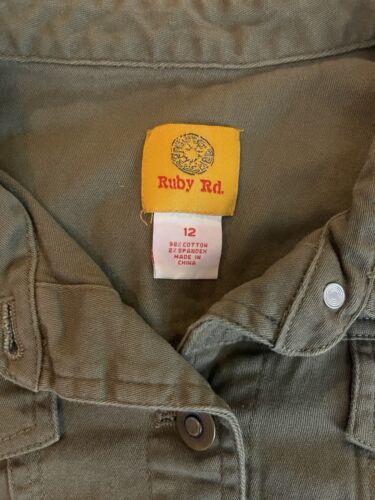 Ruby Rd.
12
98% COTTON
2% SPANDEX
MADE IN
CHINA